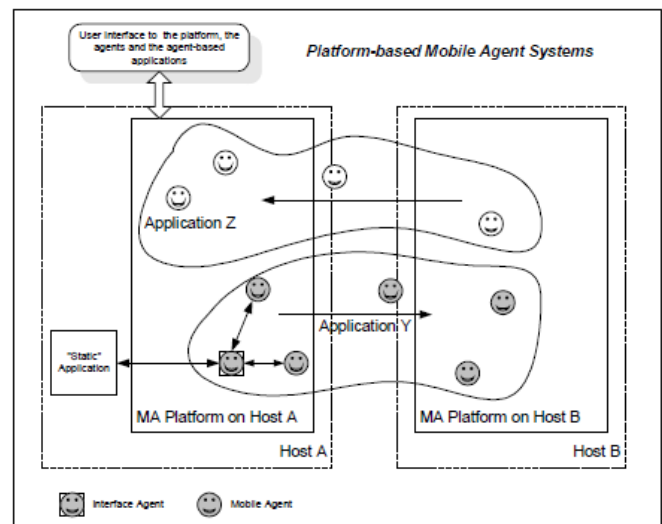 User Interface to the platform, the
agents and the agent-based
applications
Platform-based Mobile Agent Systems
Application Z
Application Y
"Static"
Application
MA Platform on Host A
MA Platform on Host B
Host A
Host B
Interface Agent
Mobile Agent